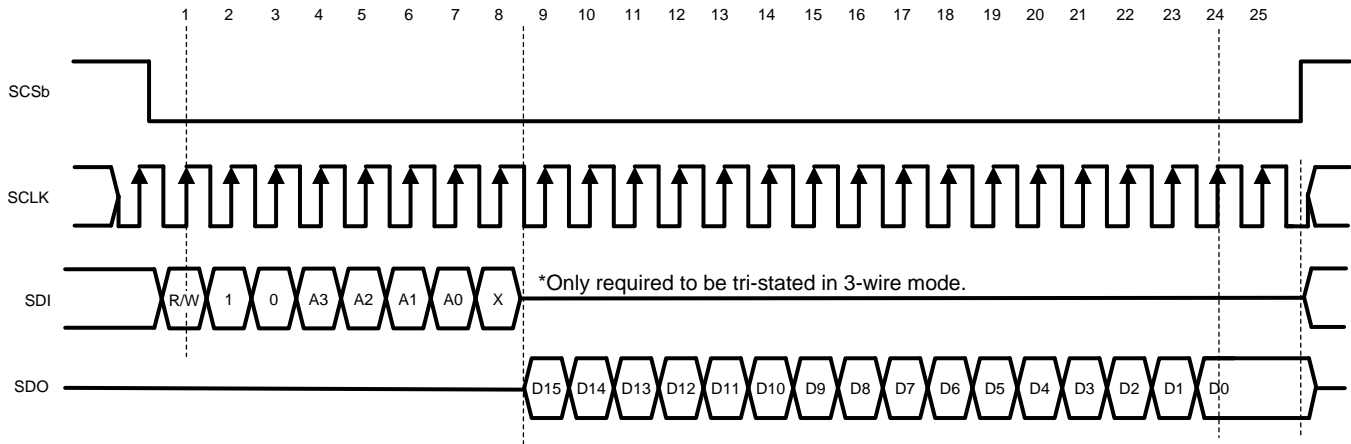 1 2 3 4 5 6 7 8 9 10 11 12 13 14 15 16 17 18 19 20 21 22 23 24 25
SCSb
SCLK
SDI R/W 1 0 A3 A2 A1 A0 X *Only required to be tri-stated in 3-wire mode.
SDO D15 D14 D13 D12 D11 D10 D9 D8 D7 D6 D5 D4 D3 D2 D1 D0